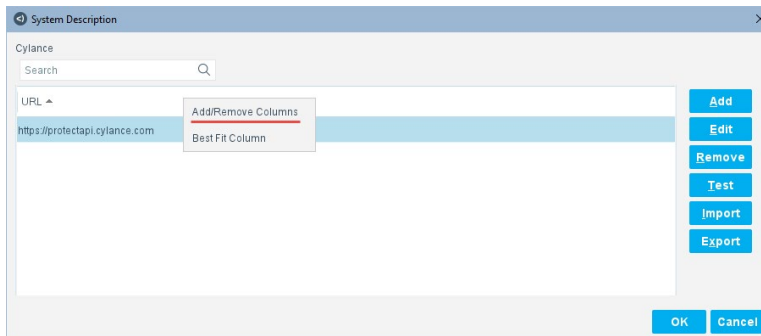 System Description
Cylance
Search
URL
Add/Remove Columns
https://protectapi.cylance.com
Best Fit Column
Add
Edit
Remove
Test
Import
Export
OK
Cancel